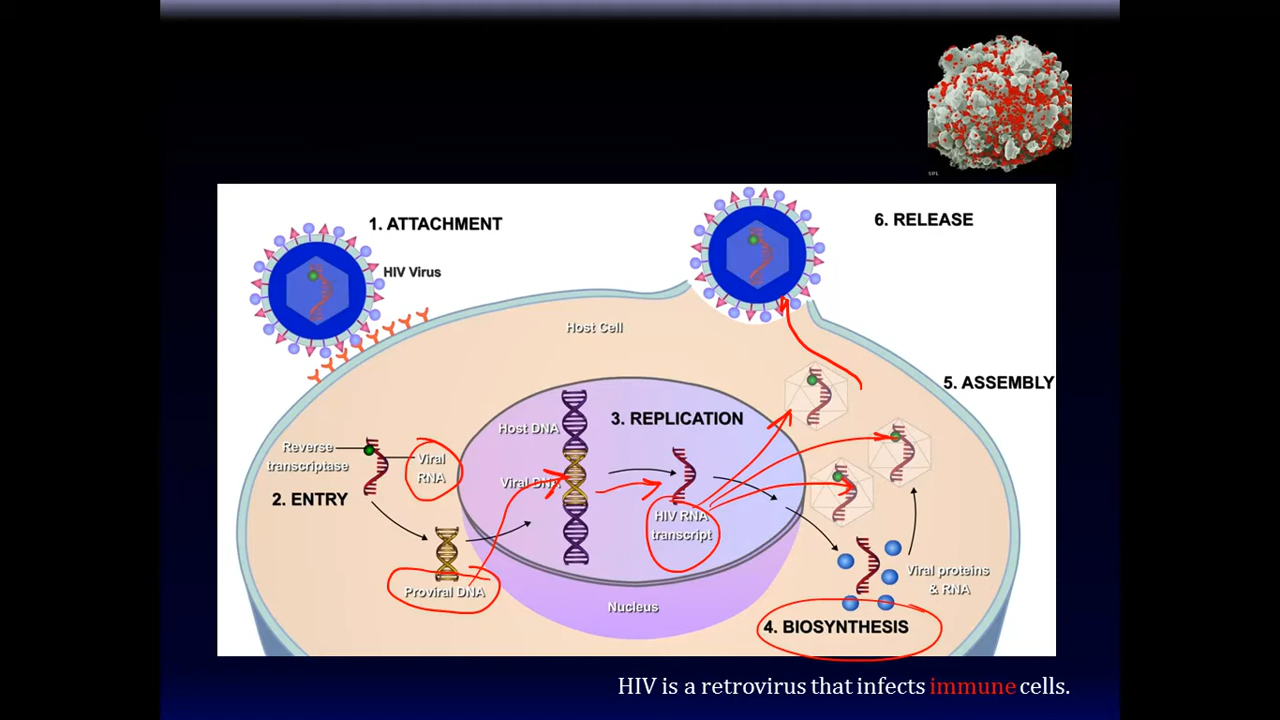 SPL
1. ATTACHMENT
6. RELEASE
HIV Virus
Host Cell
5. ASSEMBLY
3. REPLICATION
Host DNA
Reverse
transcriptase
Viral
RNA
Viral DNA
2. ENTRY
HIV RNA
transcript
Viral proteins
& RNA
Proviral DNA
Nucleus
4. BIOSYNTHESIS
HIV is a retrovirus that infects immune cells.